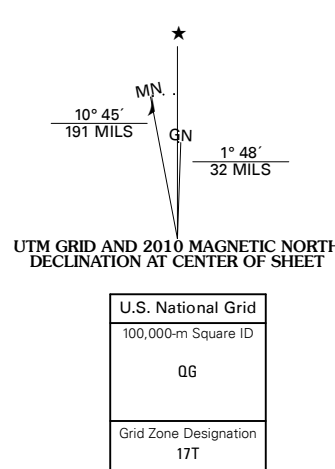 ★
MN
10° 45´
191 MILS
GN
1° 48´
32 MILS
UTM GRID AND 2010 MAGNETIC NORTH
DECLINATION AT CENTER OF SHEET
U.S. National Grid
100,000-m Square ID
QG
Grid Zone Designation
17T